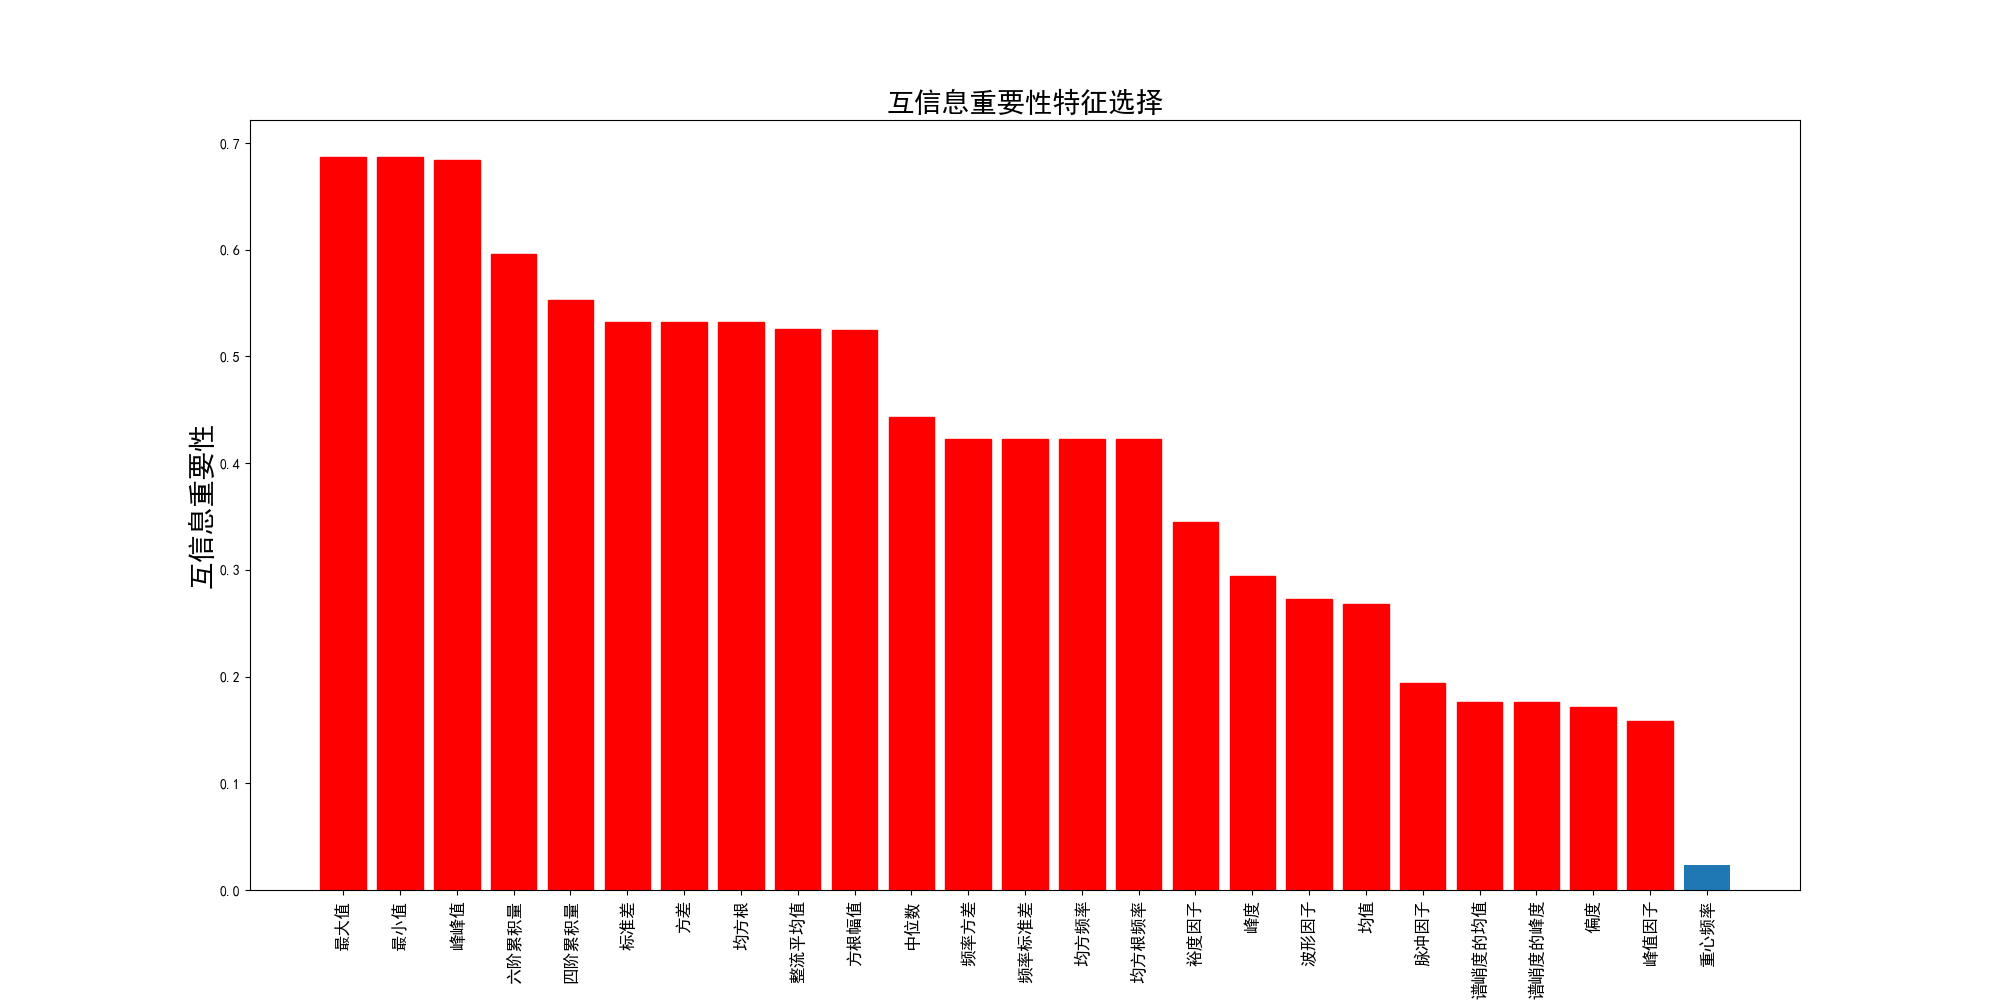 互信息重要性特征选择
互信息重要性
0.7
0.6
0.5
0.4
0.3
0.2
0.1
0.0
最大值
最小值
峰峰值
六阶累积量
四阶累积量
标准差
方差
均方根
整流平均值
方根幅值
中位数
频率方差
频率标准差
均方频率
均方根频率
裕度因子
峰度
波形因子
均值
脉冲因子
谱峭度的均值
谱峭度的峰度
偏度
峰值因子
重心频率